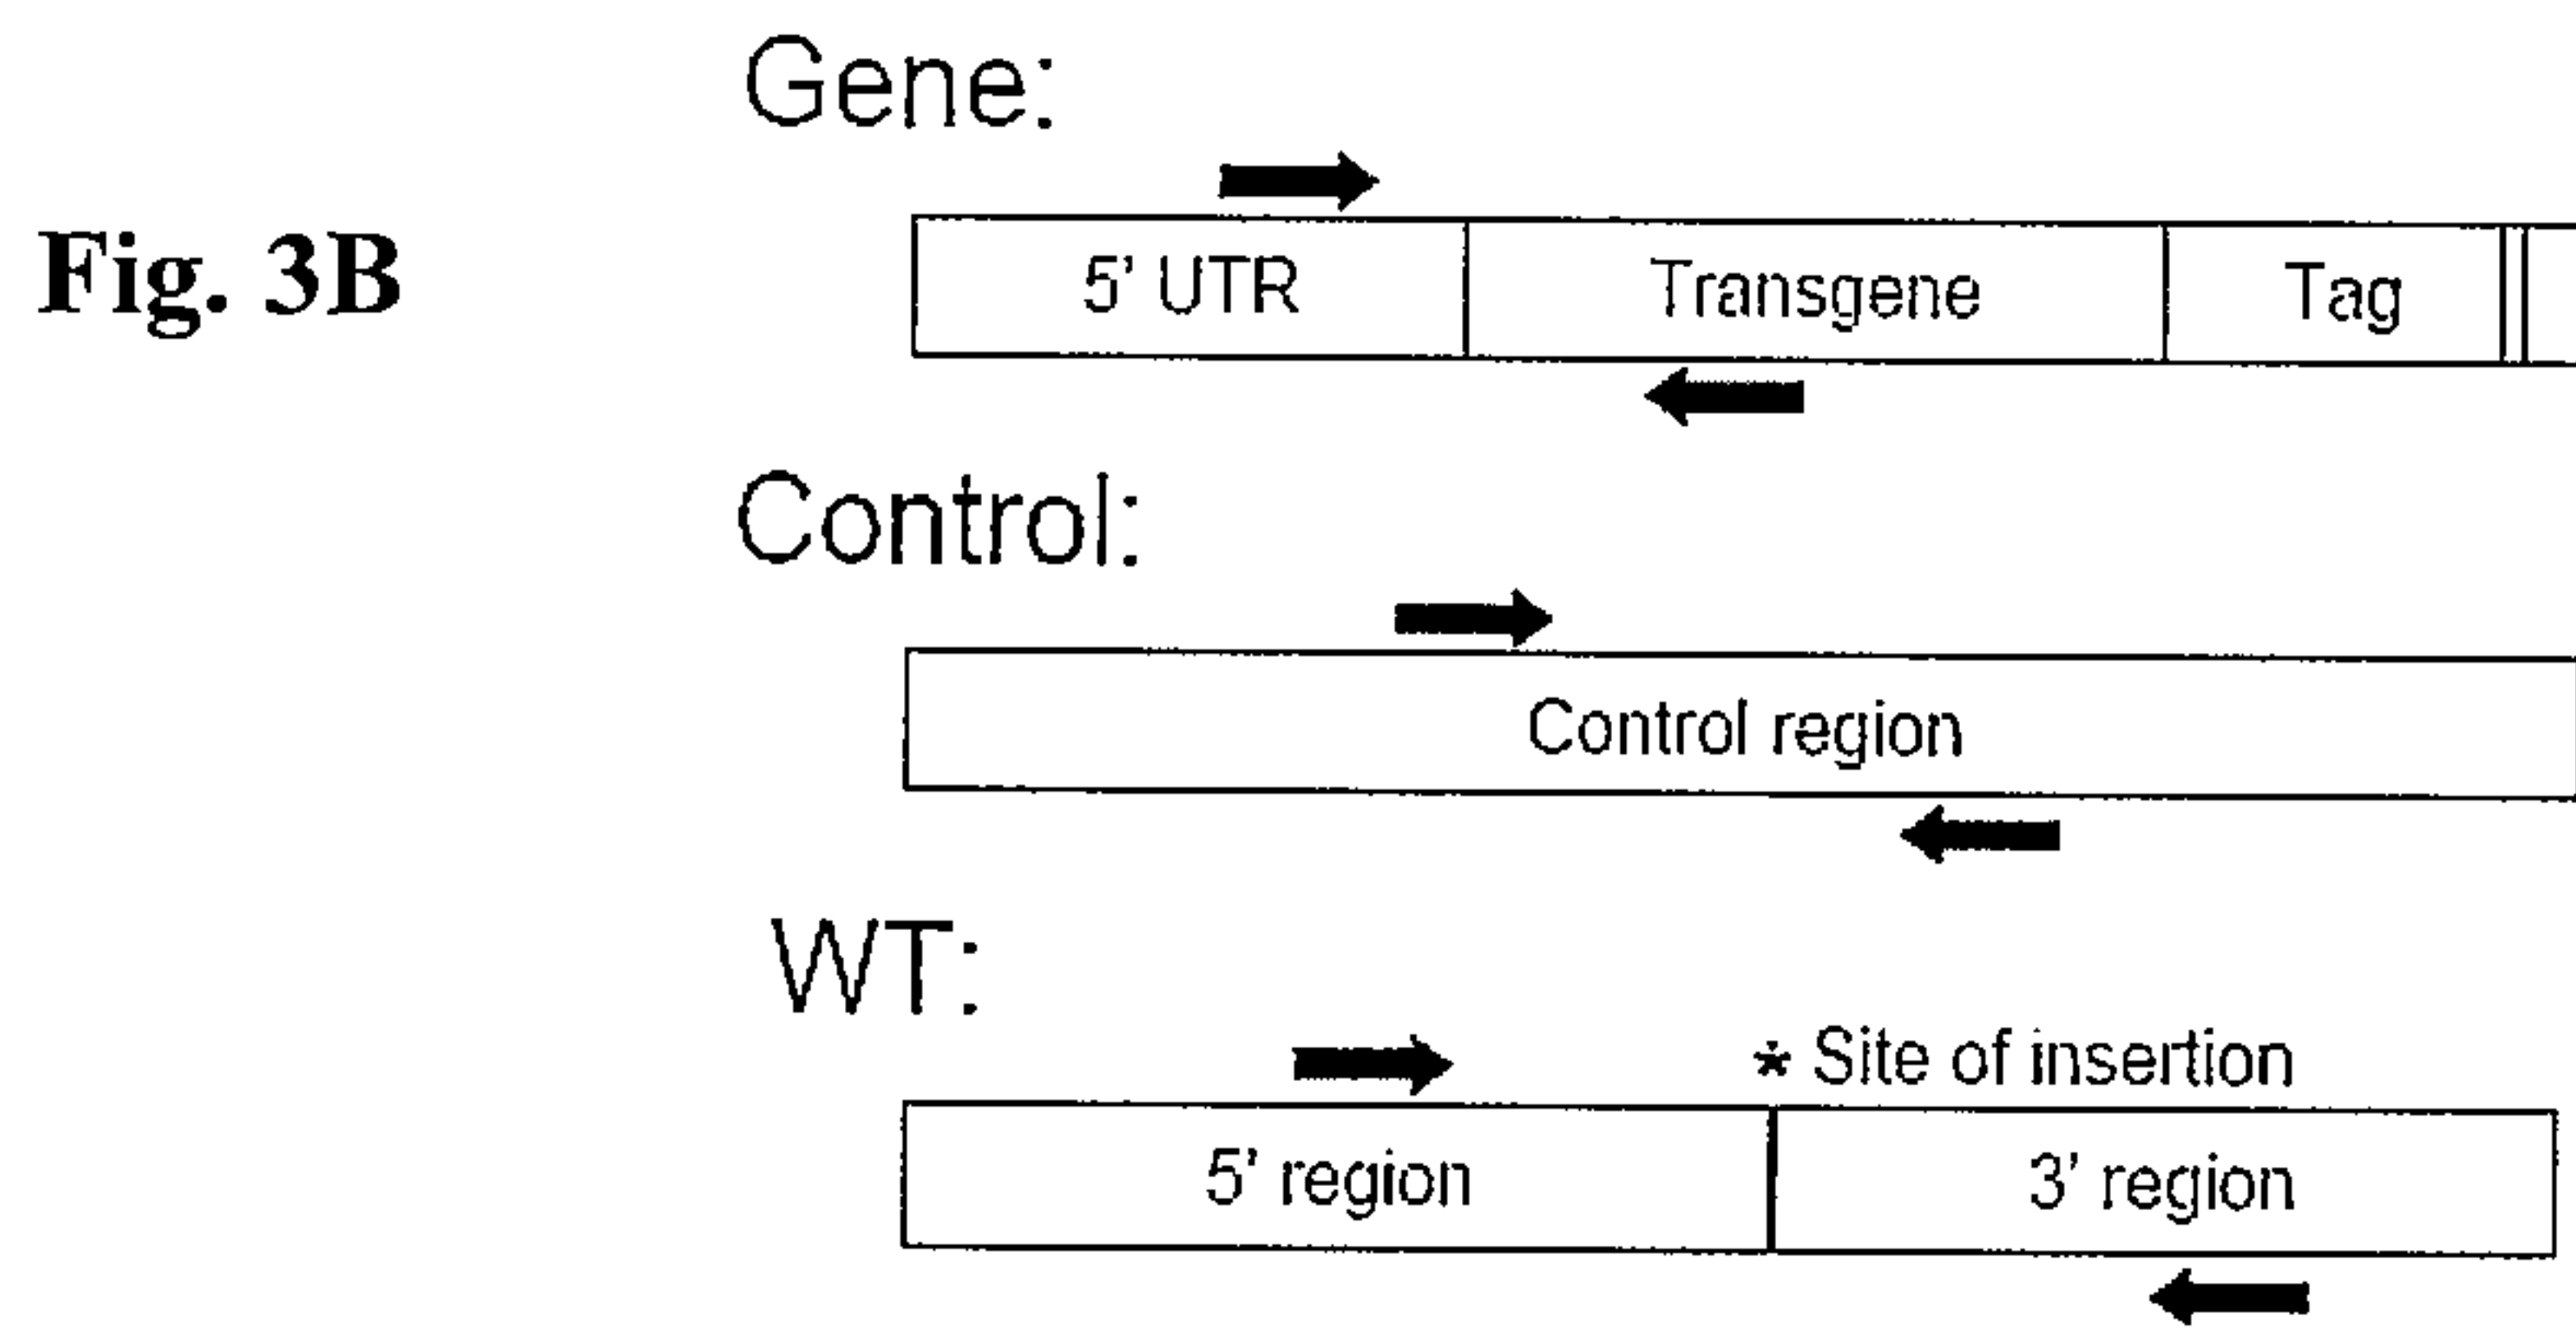 Gene:
Fig. 3B
5' UTR Transgene Tag
Control:
Control region
WT:
* Site of insertion
5' region 3' region